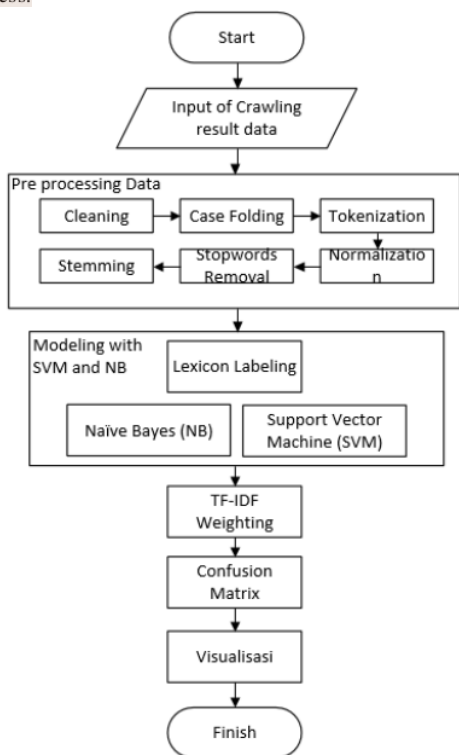 Start
Input of Crawling
result data
Pre processing Data
Cleaning
Case Folding
Tokenization
Normalizatio
n
Stopwords
Removal
Stemming
Modeling with
SVM and NB
Lexicon Labeling
Naïve Bayes (NB)
Support Vector
Machine (SVM)
TF-IDF
Weighting
Confusion
Matrix
Visualisasi
Finish